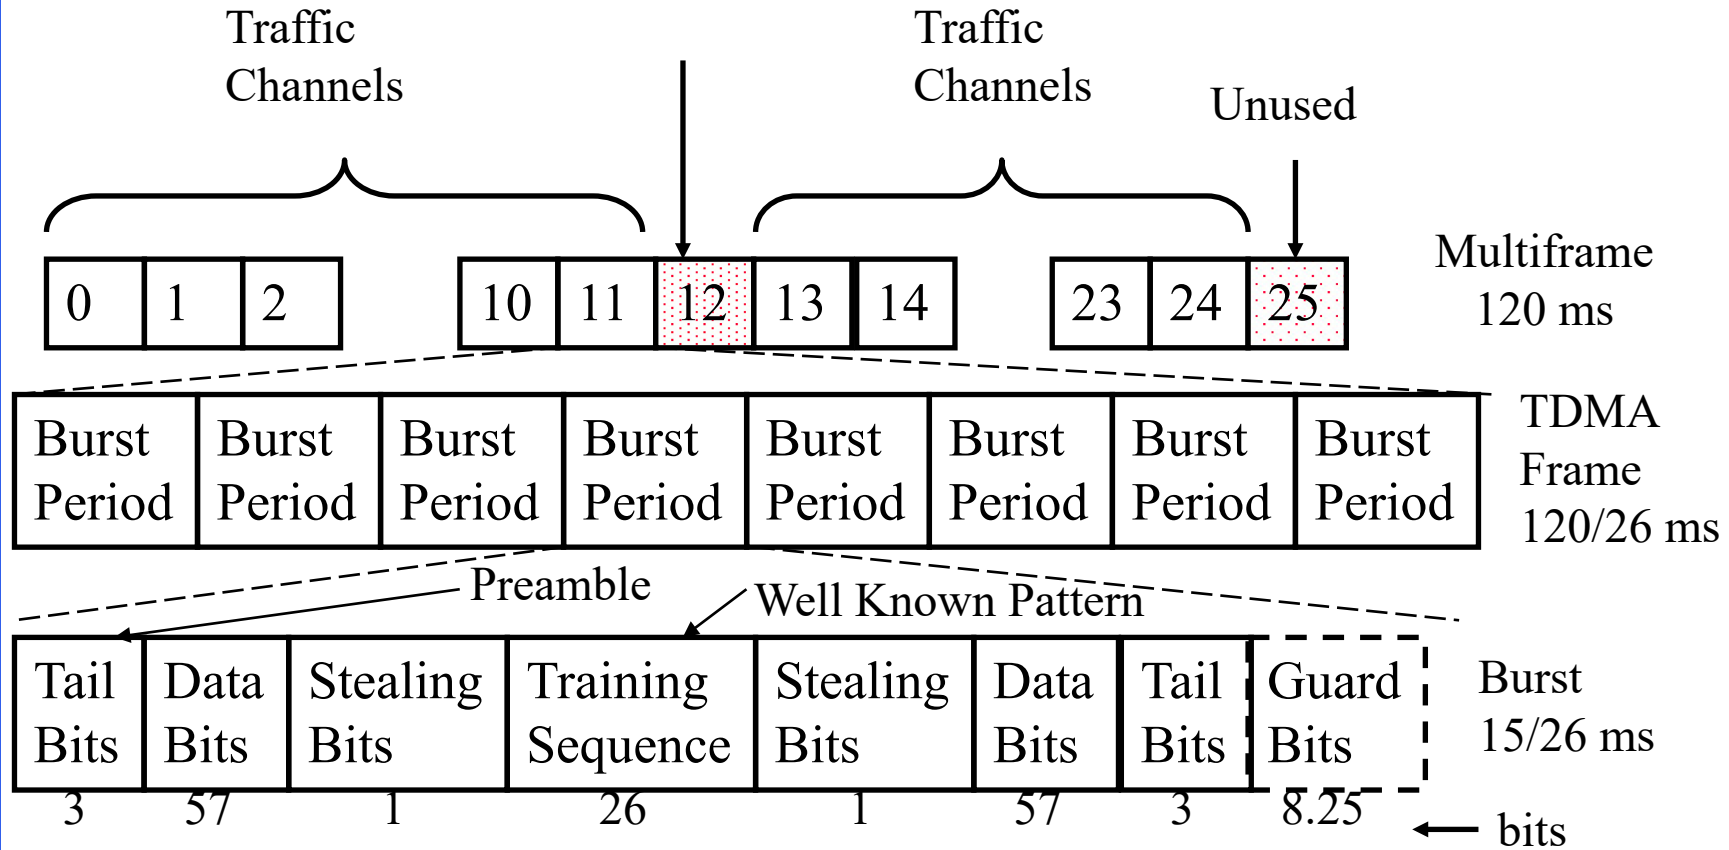 Traffic
Channels
Traffic
Channels
Unused
0 1 2 10 11 12 13 14 23 24 25
Multiframe
120 ms
Burst Burst Burst Burst Burst Burst Burst Burst
Period Period Period Period Period Period Period Period
TDMA
Frame
120/26 ms
Preamble
Well Known Pattern
Tail Data Stealing Training Stealing Data Tail Guard
Bits Bits Bits Sequence Bits Bits Bits Bits
Burst
15/26 ms
3 57 1 26 1 57 3 8.25
bits